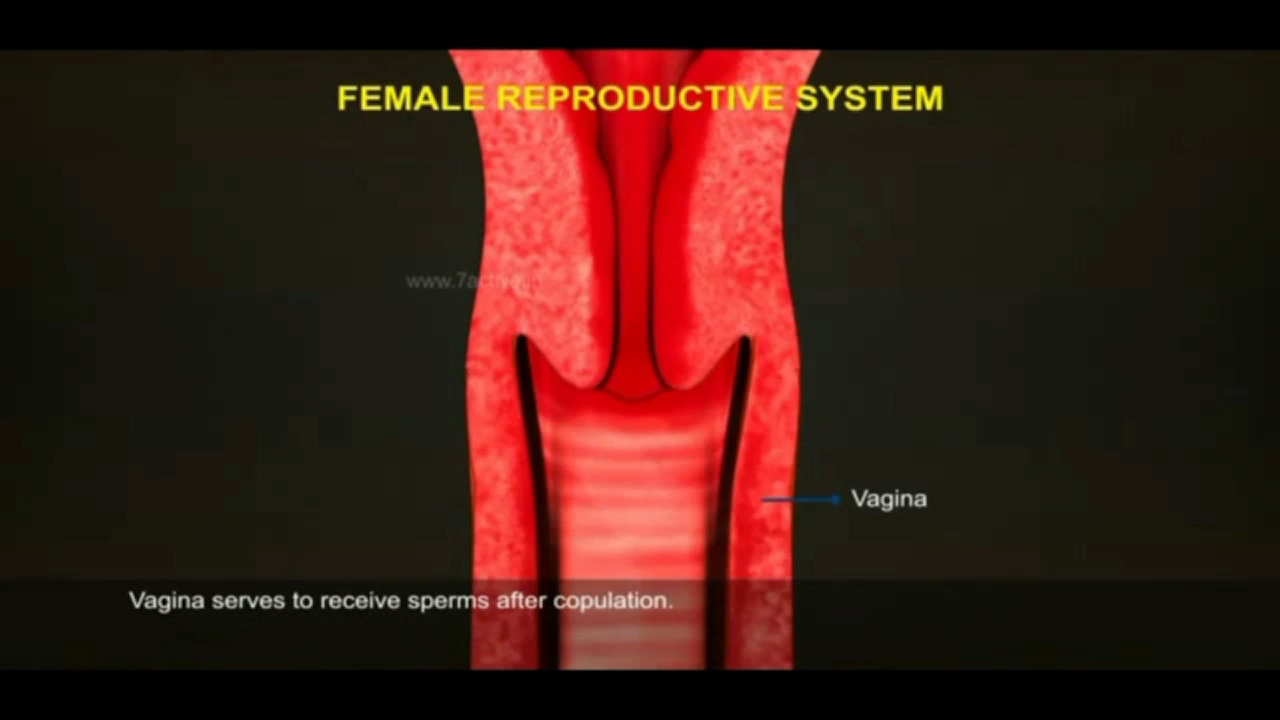 FEMALE REPRODUCTIVE SYSTEM
Vagina
Vagina serves to receive sperms after copulation.